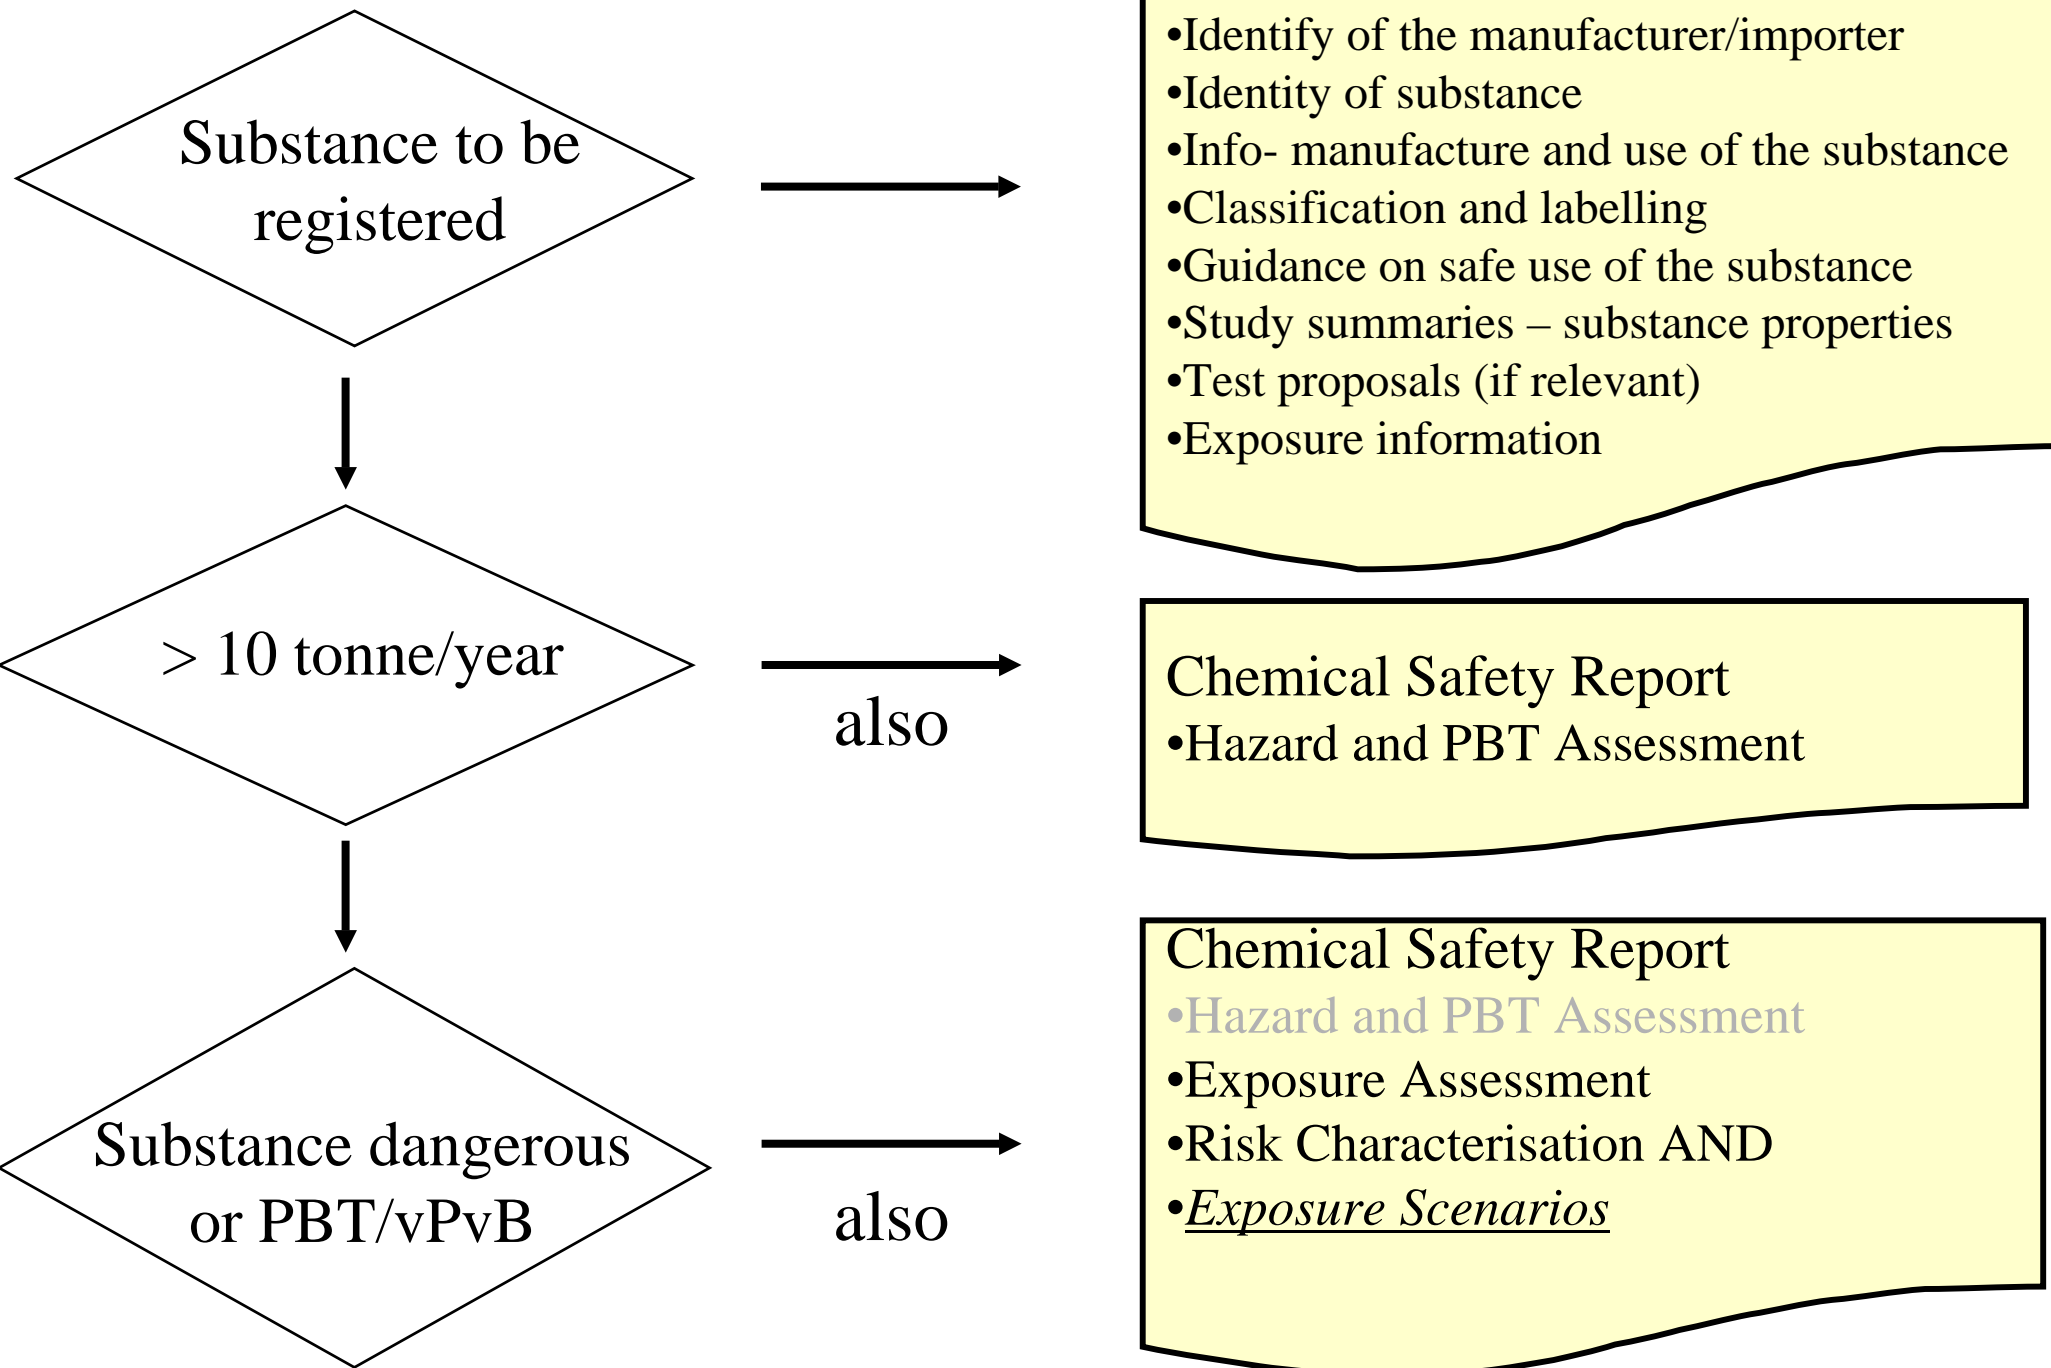 Substance to be
registered
•Identify of the manufacturer/importer
•Identity of substance
•Info- manufacture and use of the substance
•Classification and labelling
•Guidance on safe use of the substance
•Study summaries – substance properties
•Test proposals (if relevant)
•Exposure information
> 10 tonne/year
also
Chemical Safety Report
•Hazard and PBT Assessment
Substance dangerous
or PBT/vPvB
also
Chemical Safety Report
•Hazard and PBT Assessment
•Exposure Assessment
•Risk Characterisation AND
•Exposure Scenarios